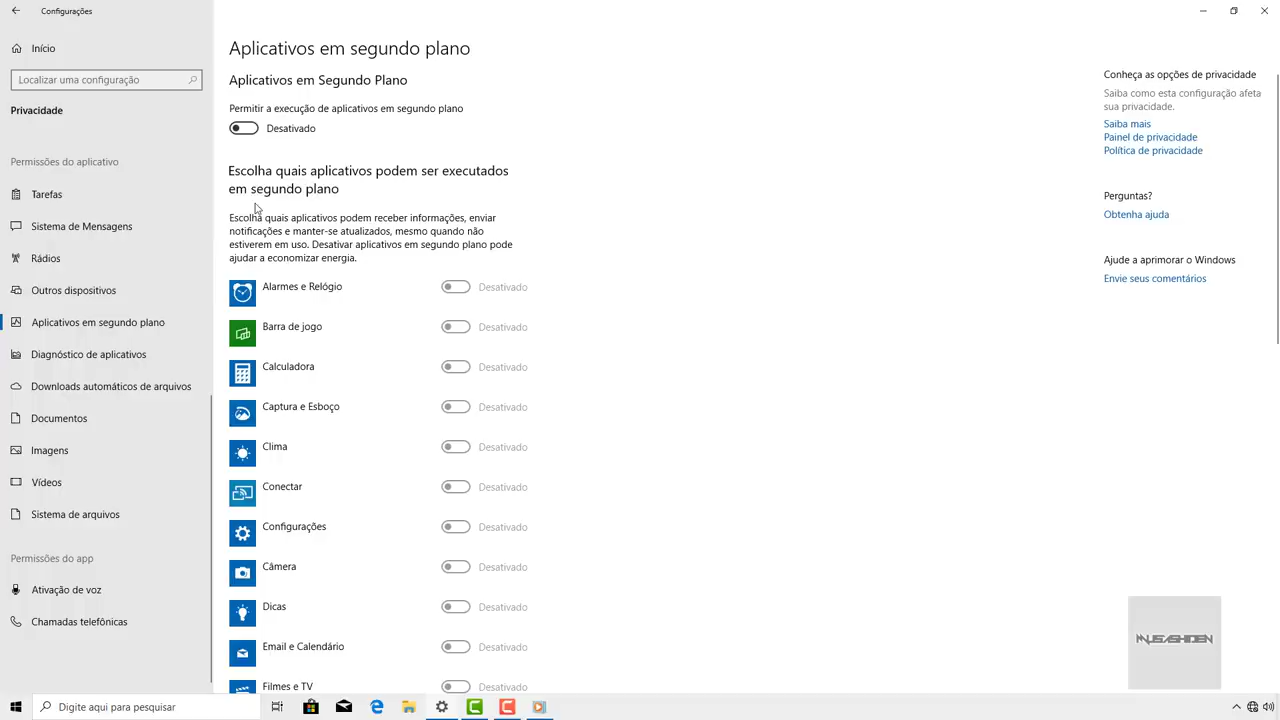 Configurações
Início
Localizar uma configuração
Privacidade
Permissões do aplicativo
Tarefas
Sistema de Mensagens
Rádios
Outros dispositivos
Aplicativos em segundo plano
Diagnóstico de aplicativos
Downloads automáticos de arquivos
Documentos
Imagens
Vídeos
Sistema de arquivos
Permissões do app
Ativação de voz
Chamadas telefônicas
Aplicativos em segundo plano
Aplicativos em Segundo Plano
Permitir a execução de aplicativos em segundo plano
Desativado
Escolha quais aplicativos podem ser executados
em segundo plano
Escolha quais aplicativos podem receber informações, enviar
notificações e manter-se atualizados, mesmo quando não
estiverem em uso. Desativar aplicativos em segundo plano pode
ajudar a economizar energia.
Alarmes e Relógio Desativado
Barra de jogo Desativado
Calculadora Desativado
Captura e Esboço Desativado
Clima Desativado
Conectar Desativado
Configurações Desativado
Câmera Desativado
Dicas Desativado
Email e Calendário Desativado
Filmes e TV Desativado
Conheça as opções de privacidade
Saiba como esta configuração afeta
sua privacidade.
Saiba mais
Painel de privacidade
Política de privacidade
Perguntas?
Obtenha ajuda
Ajude a aprimorar o Windows
Envie seus comentários
MUSASHIDEN
Digite aqui para pesquisar